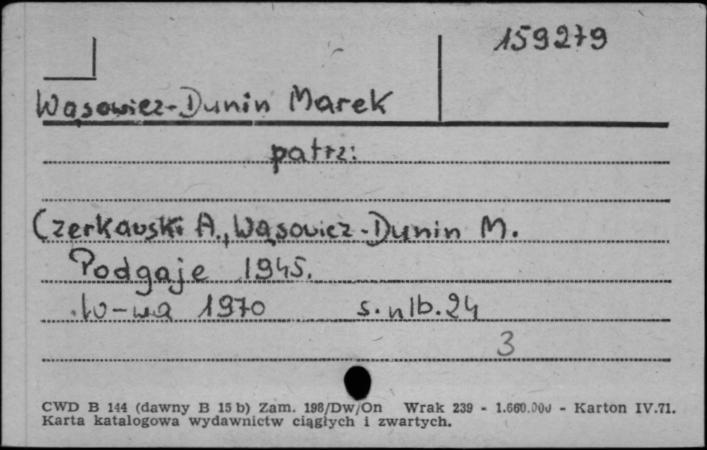 159279
Wąsowicz-Dunin Marek
patrz:
Czerkawski A., Wąsowicz-Dunin M.
Podgaje 1945.
W-wa 1970 s. nlb. 24
3
CWD B 144 (dawny B 15 b) Zam. 198/Dw/On Wrak 239 - 1.660.000 - Karton IV.71.
Karta katalogowa wydawnictw ciągłych i zwartych.